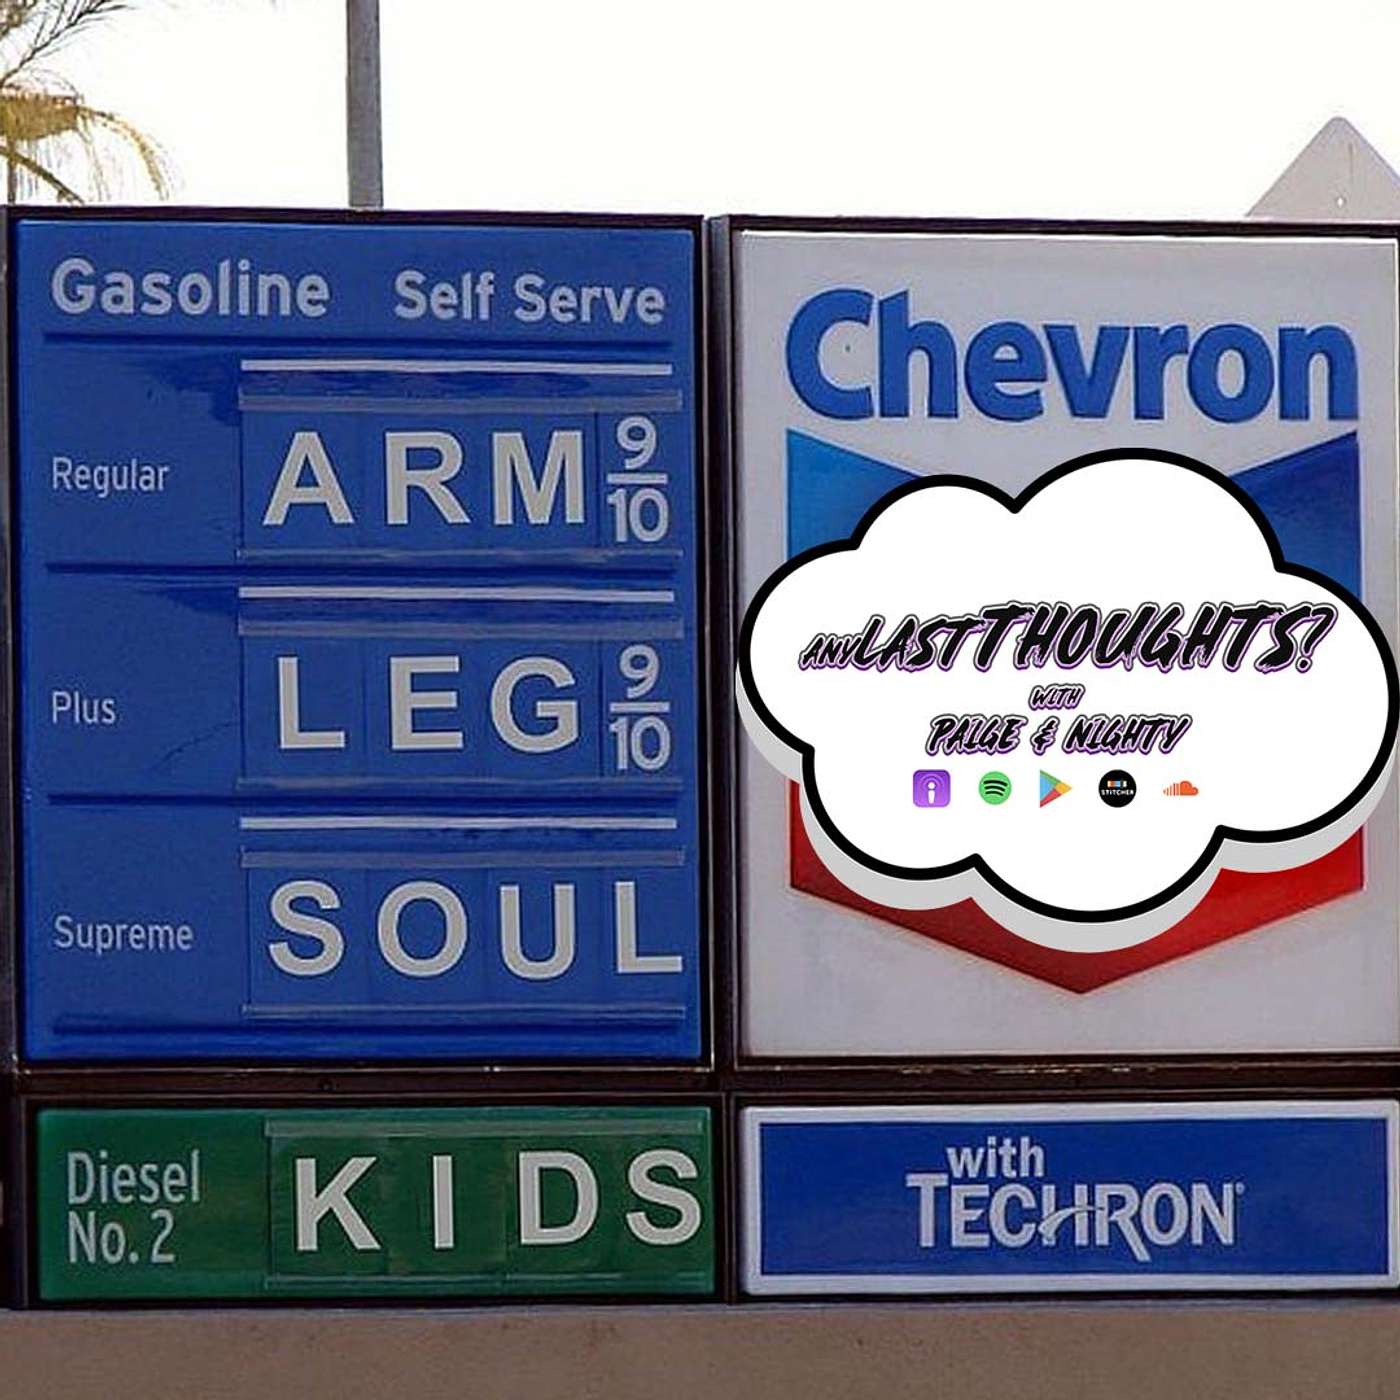 Gasoline Self Serve
Regular ARM 9/10
Plus LEG 9/10
Supreme SOUL
Diesel No. 2 KIDS
Chevron
anyLASTTHOUGHTS?
WITH
PAIGE & NIGHTY
STITCHER
with
TECHRON®